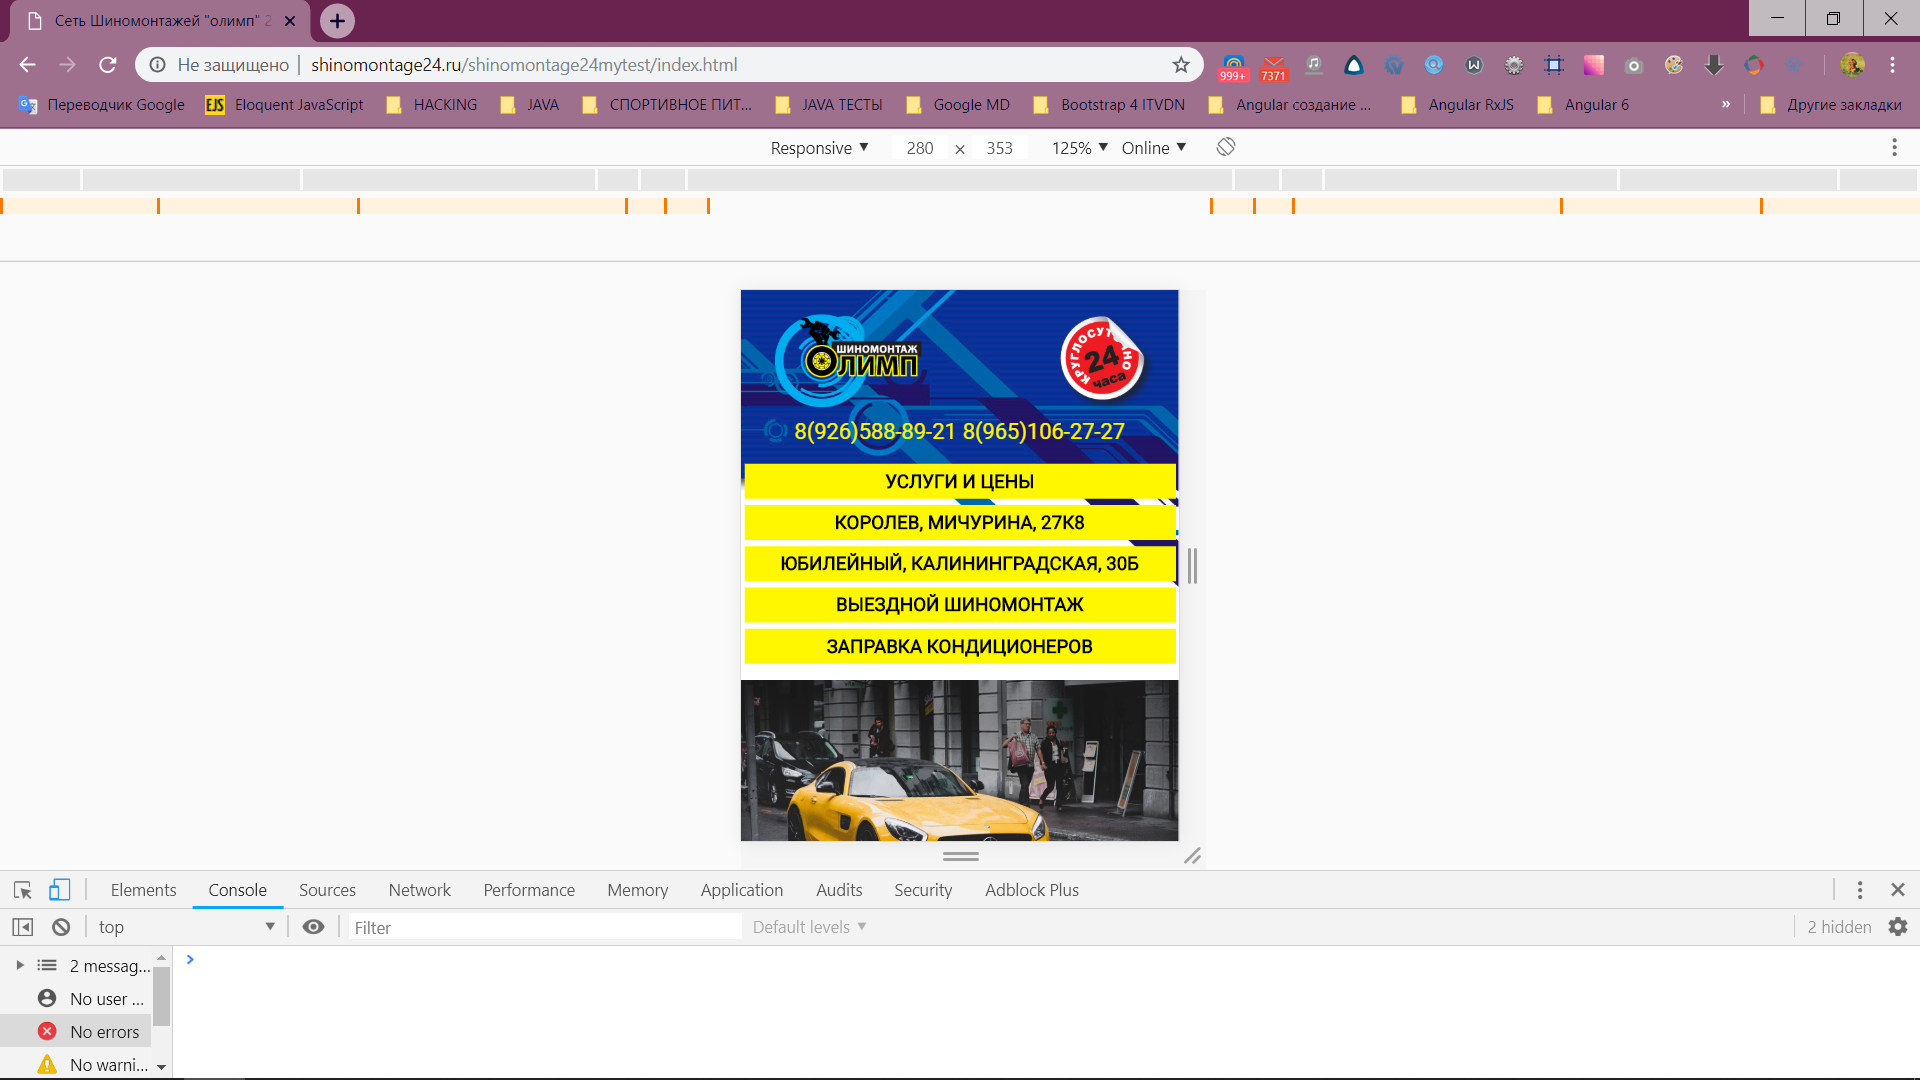 Сеть Шиномонтажей "олимп" 2
Не защищено | shinomontage24.ru/shinomontage24mytest/index.html
999+
7371
Переводчик Google
EJS Eloquent JavaScript
HACKING
JAVA
СПОРТИВНОЕ ПИТ...
JAVA ТЕСТЫ
Google MD
Bootstrap 4 ITVDN
Angular создание ...
Angular RxJS
Angular 6
»
Другие закладки
Responsive ▼ 280 × 353 125% ▼ Online ▼
ШИНОМОНТАЖ
ОЛИМП
КРУГЛОСУТОЧНО
24
часа
8(926)588-89-21 8(965)106-27-27
УСЛУГИ И ЦЕНЫ
КОРОЛЕВ, МИЧУРИНА, 27К8
ЮБИЛЕЙНЫЙ, КАЛИНИНГРАДСКАЯ, 30Б
ВЫЕЗДНОЙ ШИНОМОНТАЖ
ЗАПРАВКА КОНДИЦИОНЕРОВ
Elements Console Sources Network Performance Memory Application Audits Security Adblock Plus
top ▼ Filter Default levels ▼ 2 hidden
2 messag...
No user ...
No errors
No warni...